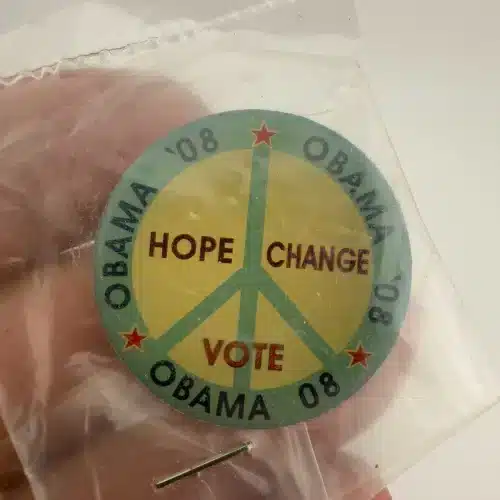 OBAMA '08
OBAMA '08
HOPE CHANGE
VOTE
OBAMA 08